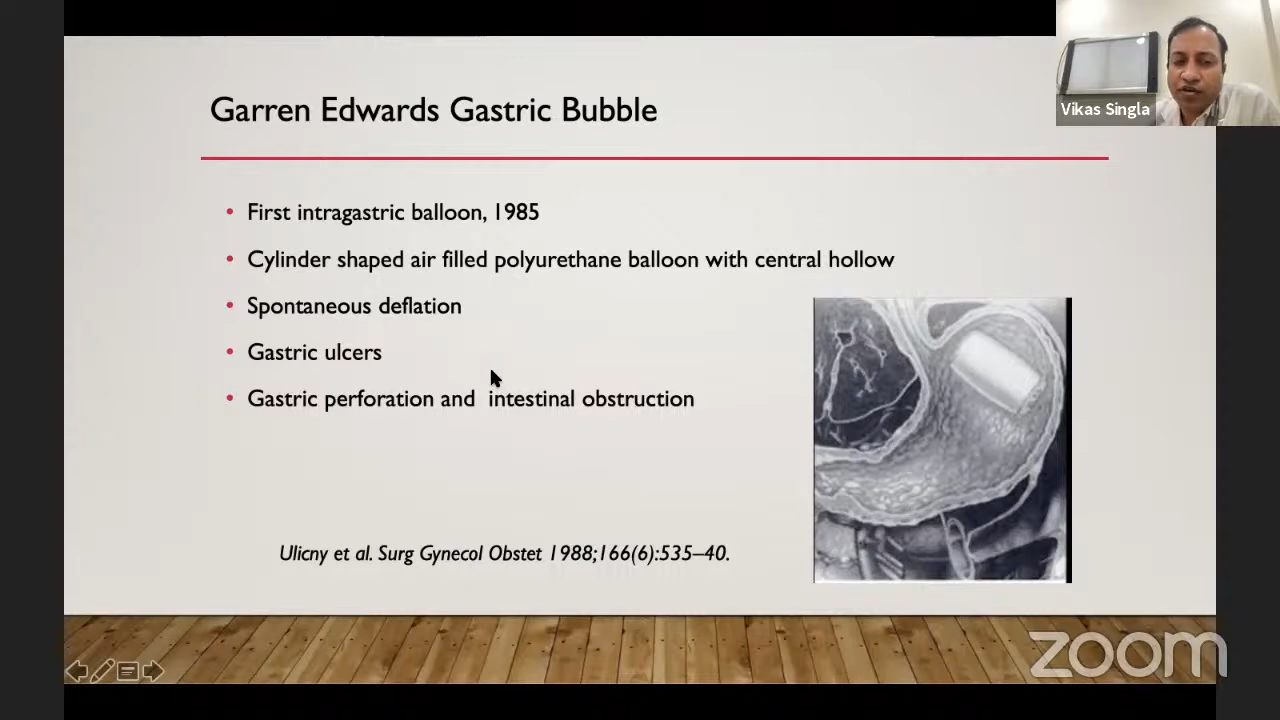 Garren Edwards Gastric Bubble
Vikas Singla
• First intragastric balloon, 1985
• Cylinder shaped air filled polyurethane balloon with central hollow
• Spontaneous deflation
• Gastric ulcers
• Gastric perforation and  intestinal obstruction
Ulicny et al. Surg Gynecol Obstet 1988;166(6):535–40.
zoom